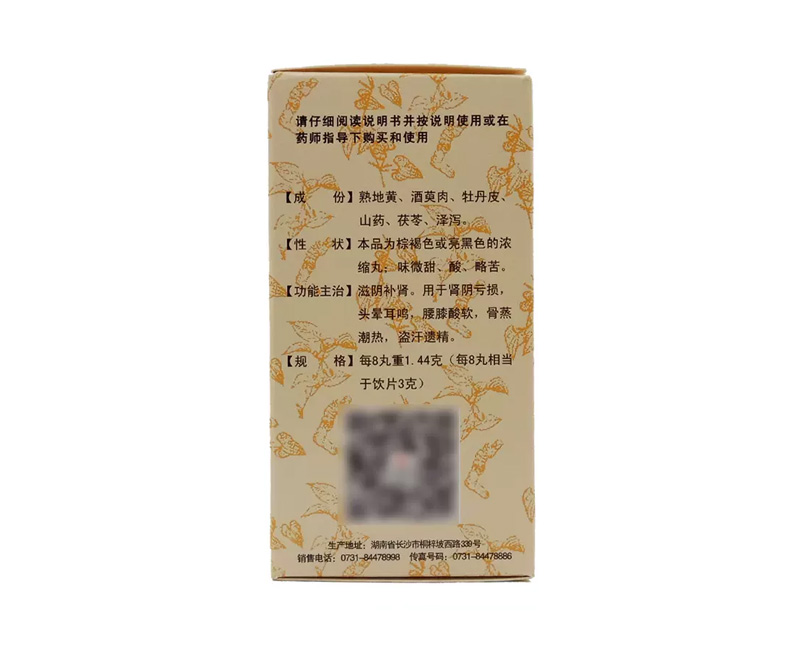 请仔细阅读说明书并按说明使用或在
药师指导下购买和使用
【成 份】熟地黄、酒萸肉、牡丹皮、
山药、茯苓、泽泻。
【性 状】本品为棕褐色或亮黑色的浓
缩丸；味微甜、酸、略苦。
【功能主治】滋阴补肾。用于肾阴亏损，
头晕耳鸣，腰膝酸软，骨蒸
潮热，盗汗遗精。
【规 格】每8丸重1.44克（每8丸相当
于饮片3克）
生产地址：湖南省长沙市桐梓坡西路339号
销售电话：0731-84478998 传真号码：0731-84478886